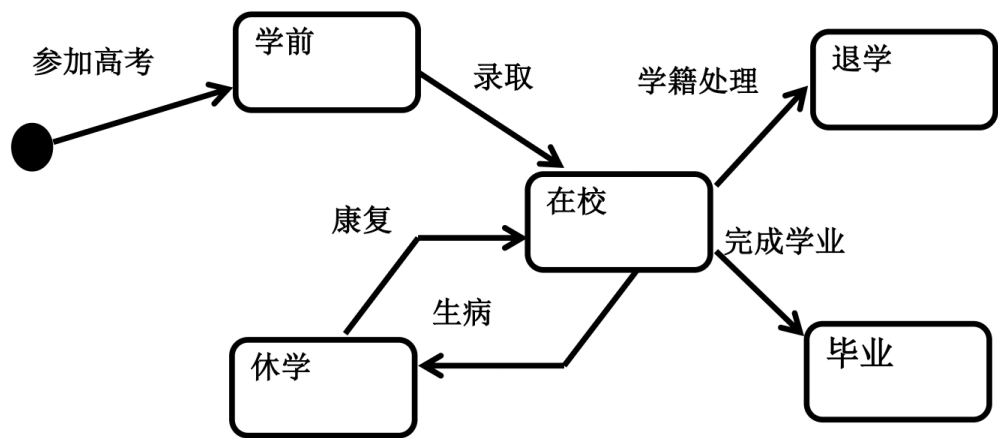 学前
退学
参加高考
录取
学籍处理
在校
康复
完成学业
生病
休学
毕业